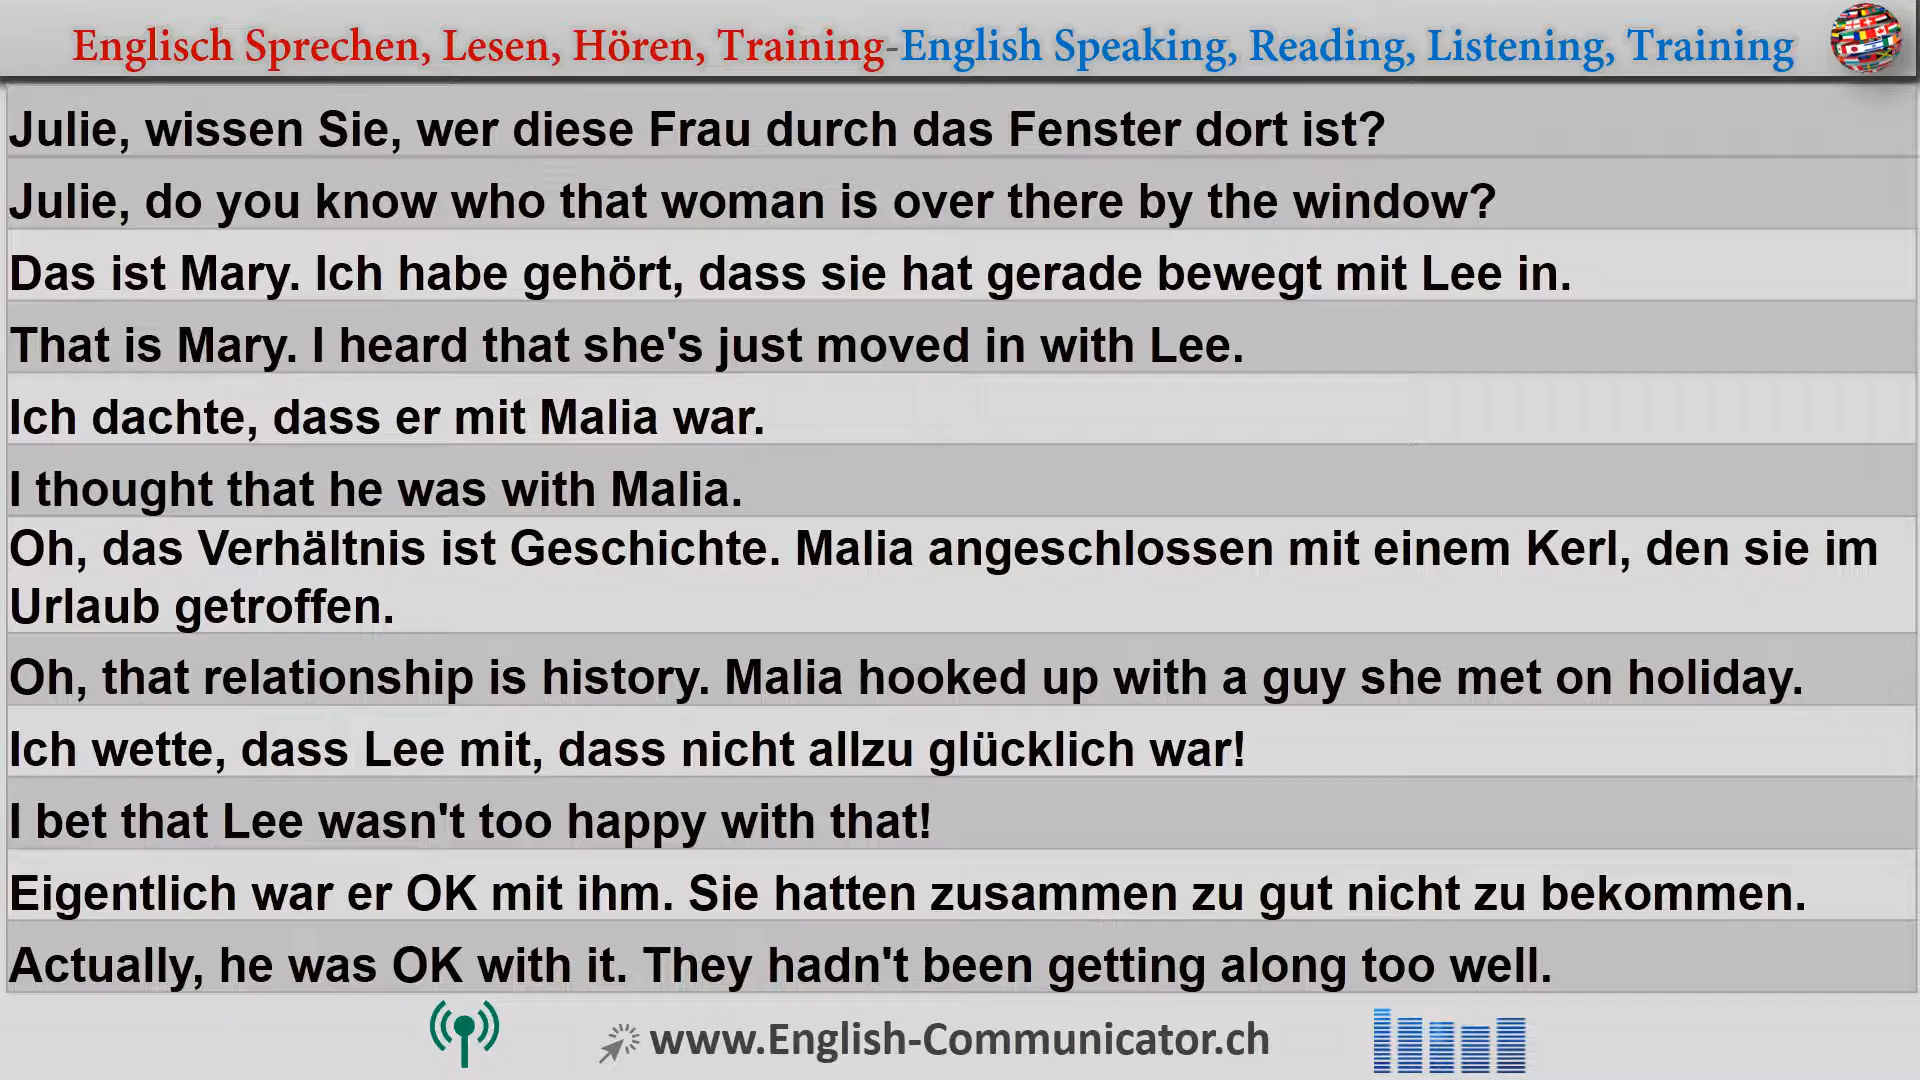 Englisch Sprechen, Lesen, Hören, Training-English Speaking, Reading, Listening, Training
Julie, wissen Sie, wer diese Frau durch das Fenster dort ist?
Julie, do you know who that woman is over there by the window?
Das ist Mary. Ich habe gehört, dass sie hat gerade bewegt mit Lee in.
That is Mary. I heard that she's just moved in with Lee.
Ich dachte, dass er mit Malia war.
I thought that he was with Malia.
Oh, das Verhältnis ist Geschichte. Malia angeschlossen mit einem Kerl, den sie im
Urlaub getroffen.
Oh, that relationship is history. Malia hooked up with a guy she met on holiday.
Ich wette, dass Lee mit, dass nicht allzu glücklich war!
I bet that Lee wasn't too happy with that!
Eigentlich war er OK mit ihm. Sie hatten zusammen zu gut nicht zu bekommen.
Actually, he was OK with it. They hadn't been getting along too well.
www.English-Communicator.ch